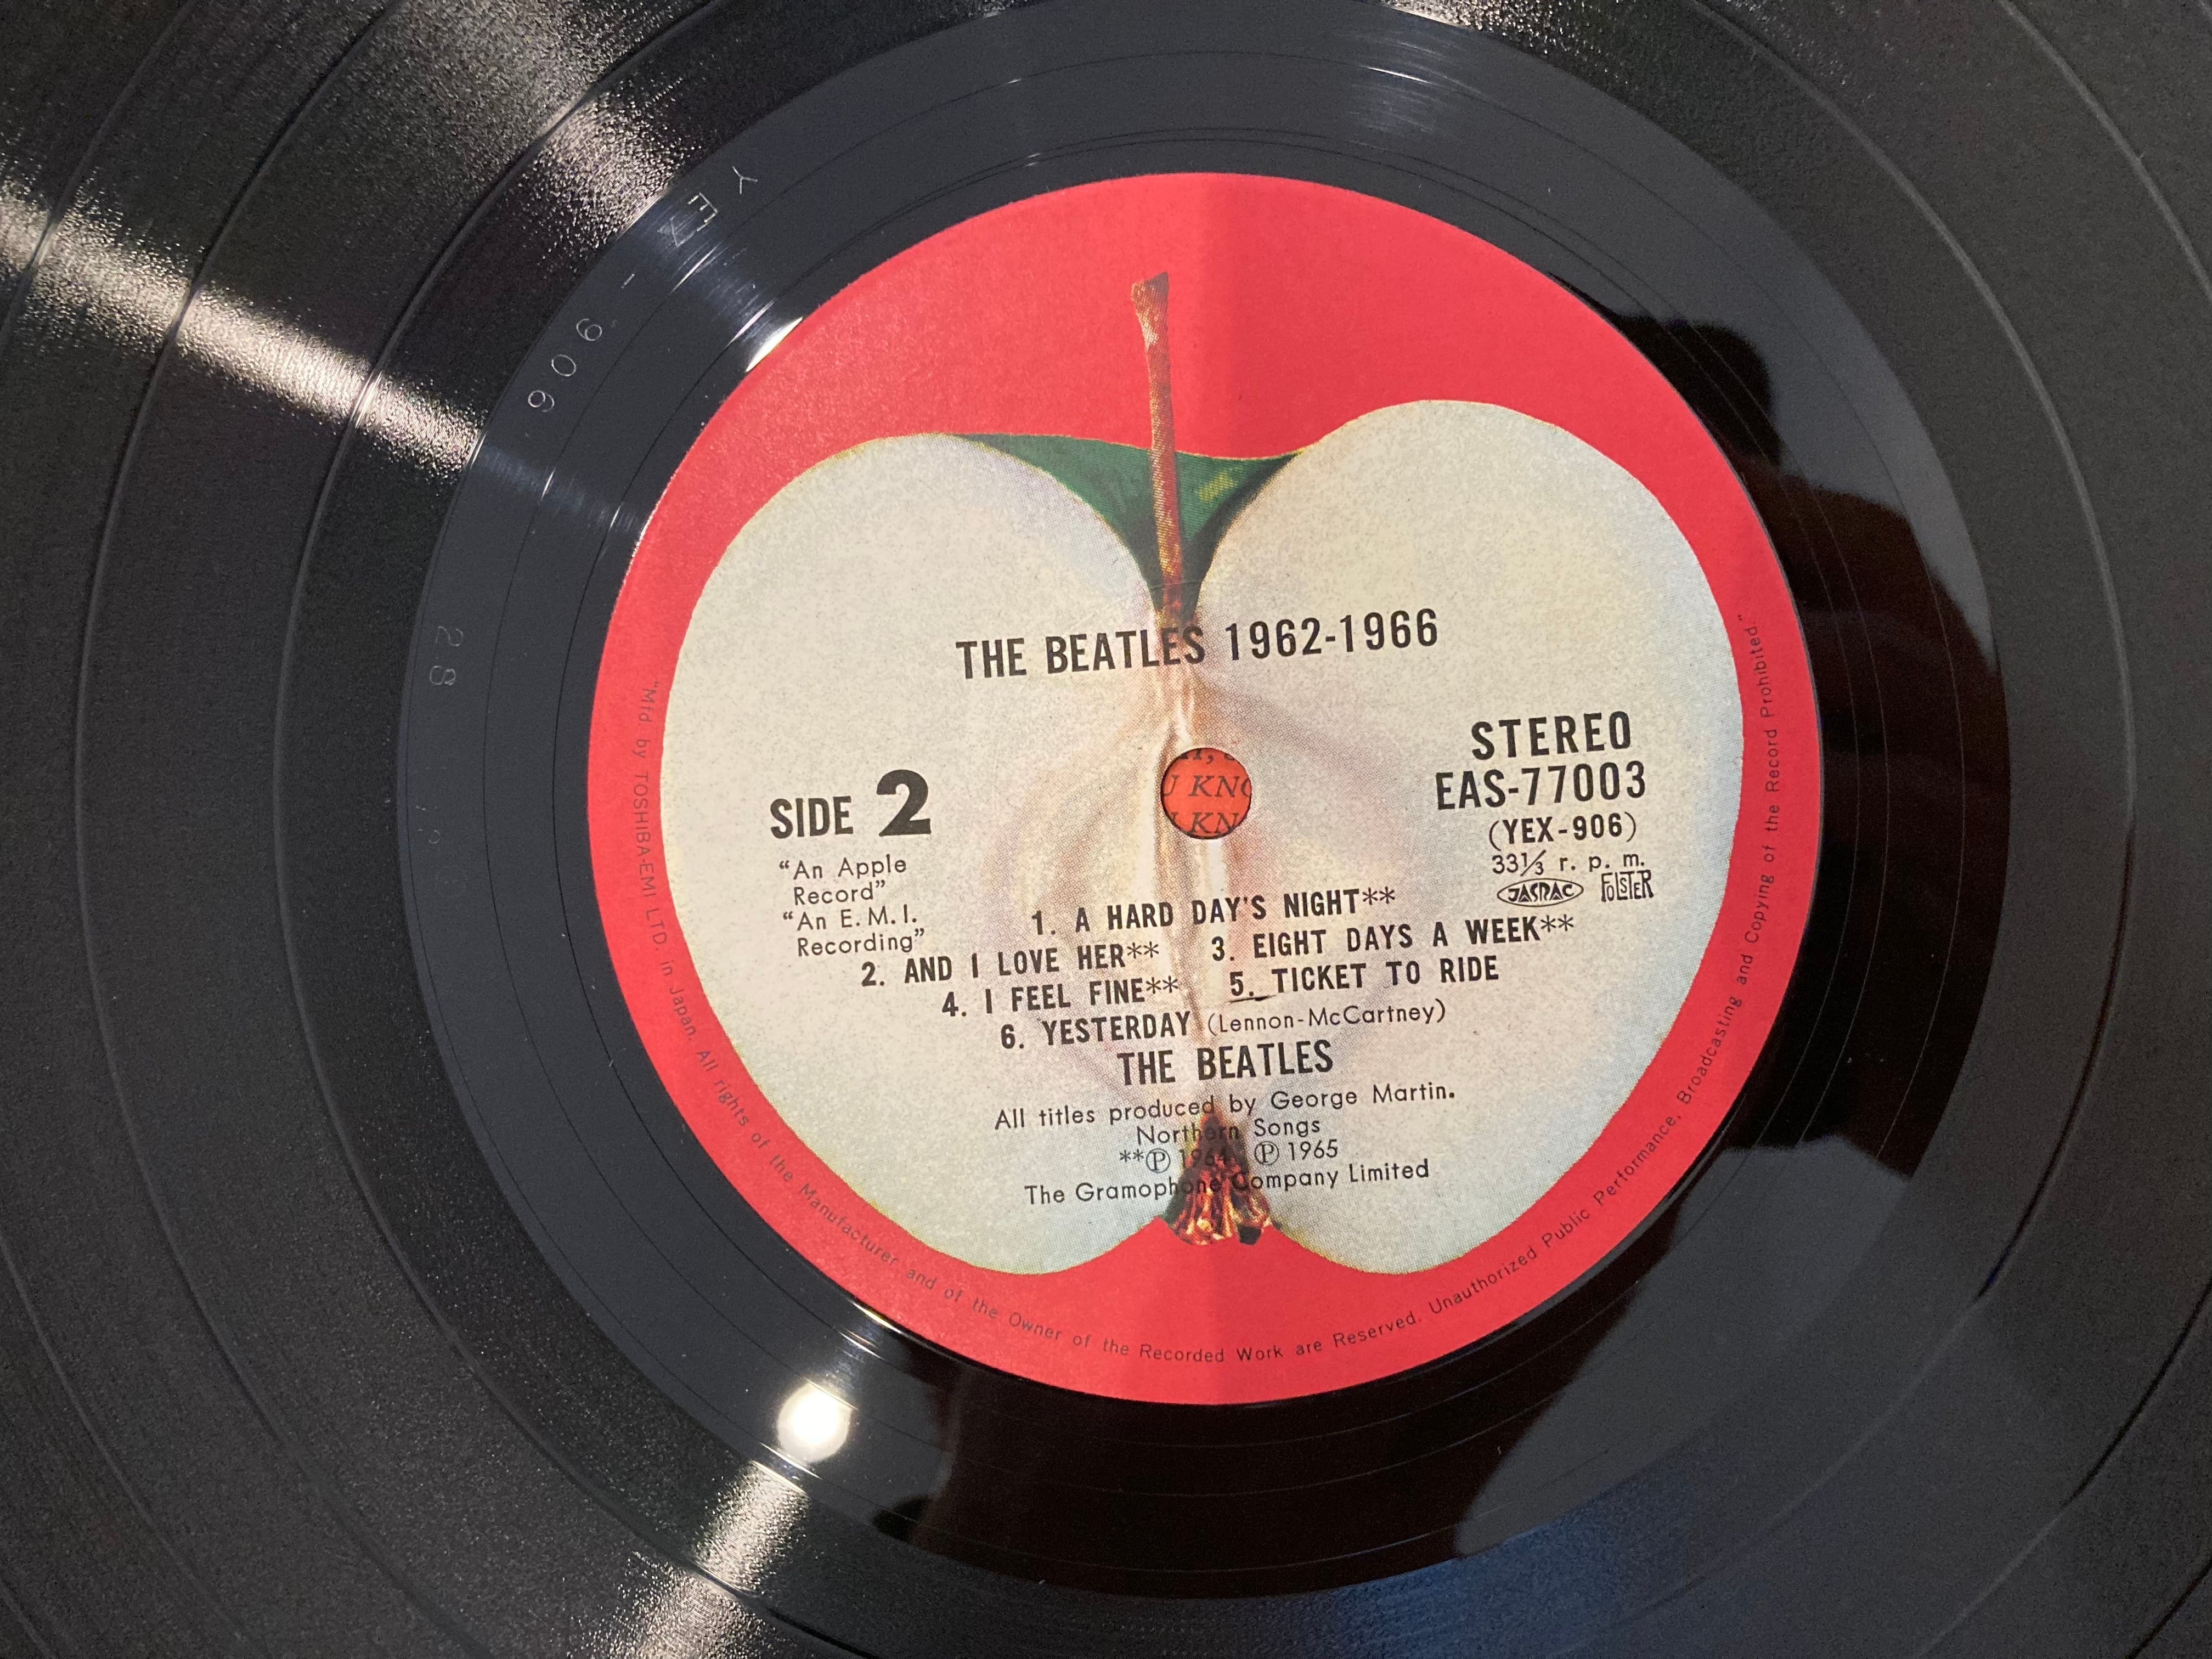 YEX - 906
28
THE BEATLES 1962-1966
STEREO
EAS-77003
(YEX-906)
33⅓ r. p. m.
JASRAC FOLSTER
SIDE 2
“An Apple
Record”
“An E. M. I.
Recording”
1. A HARD DAY'S NIGHT**
2. AND I LOVE HER** 3. EIGHT DAYS A WEEK**
4. I FEEL FINE** 5. TICKET TO RIDE
6. YESTERDAY (Lennon-McCartney)
THE BEATLES
All titles produced by George Martin.
Northern Songs
**Ⓟ 1964 Ⓟ 1965
The Gramophone Company Limited
“Mfd. by TOSHIBA-EMI LTD. in Japan. All rights of the Manufacturer and of the Owner of the Recorded Work are Reserved. Unauthorized Public Performance, Broadcasting and Copying of the Record Prohibited.”